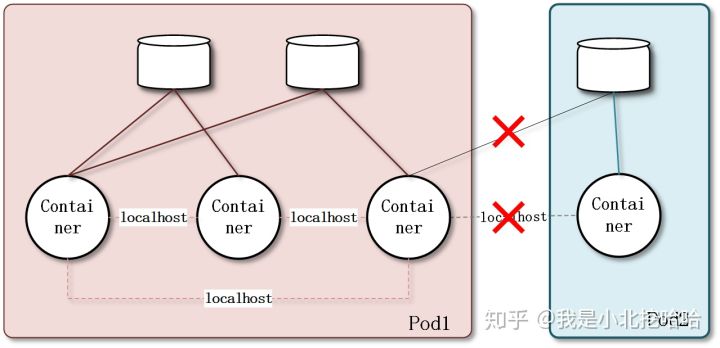 Contai
ner
localhost
Contai
ner
localhost
Contai
ner
localhost
Contai
ner
localhost
Pod1
Pod2
知乎 @我是小北挖哈哈